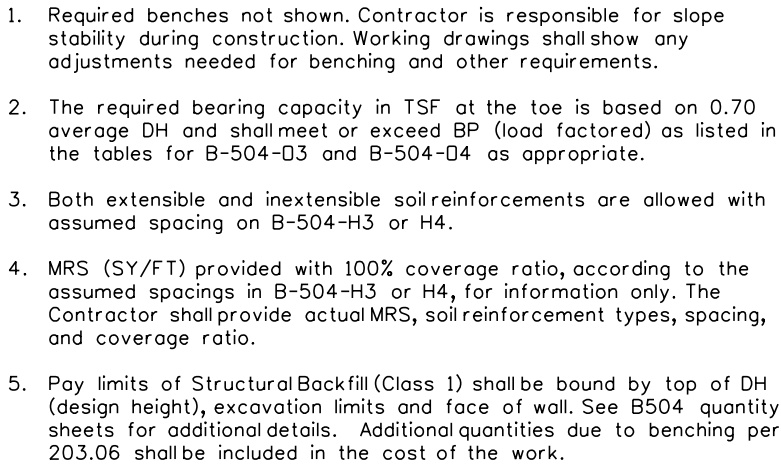 1. Required benches not shown. Contractor is responsible for slope
stability during construction. Working drawings shall show any
adjustments needed for benching and other requirements.
2. The required bearing capacity in TSF at the toe is based on 0.70
average DH and shall meet or exceed BP (load factored) as listed in
the tables for B-504-O3 and B-504-O4 as appropriate.
3. Both extensible and inextensible soil reinforcements are allowed with
assumed spacing on B-504-H3 or H4.
4. MRS (SY/FT) provided with 100% coverage ratio, according to the
assumed spacings in B-504-H3 or H4, for information only. The
Contractor shall provide actual MRS, soil reinforcement types, spacing,
and coverage ratio.
5. Pay limits of Structural Backfill (Class 1) shall be bound by top of DH
(design height), excavation limits and face of wall. See B504 quantity
sheets for additional details. Additional quantities due to benching per
203.06 shall be included in the cost of the work.